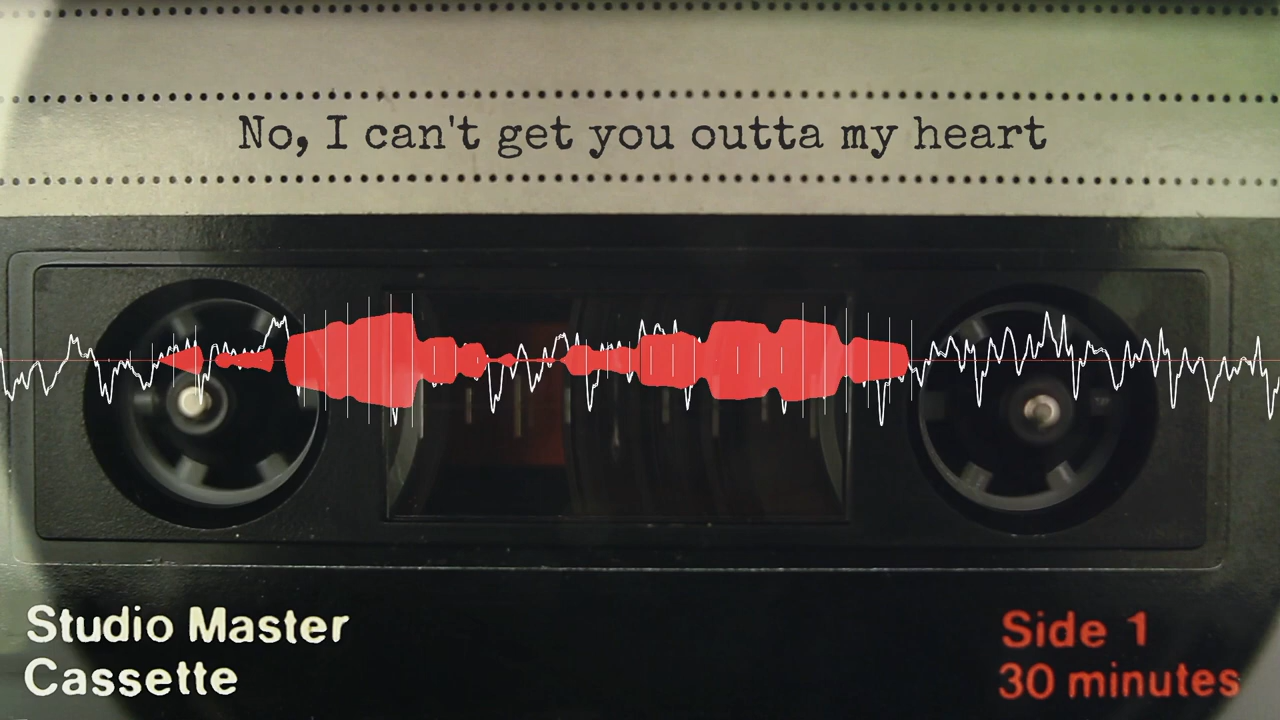 No, I can't get you outta my heart
Studio Master
Cassette
Side 1
30 minutes